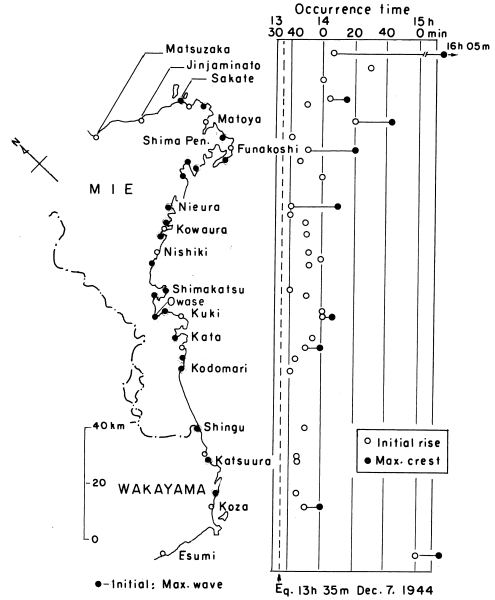 Occurrence time
13 14 15h
30 40 0 20 40 0 min
16h 05m
Matsuzaka
Jinjaminato
Sakate
Matoya
Shima Pen.
Funakoshi
N
MIE
Nieura
Kowaura
Nishiki
Shimakatsu
Owase
Kuki
Kata
Kodomari
40 km
Shingu
Initial rise
Max. crest
Katsuura
20
WAKAYAMA
Koza
0
Esumi
-Initial: Max. wave
Eq. 13h 35m Dec. 7. 1944